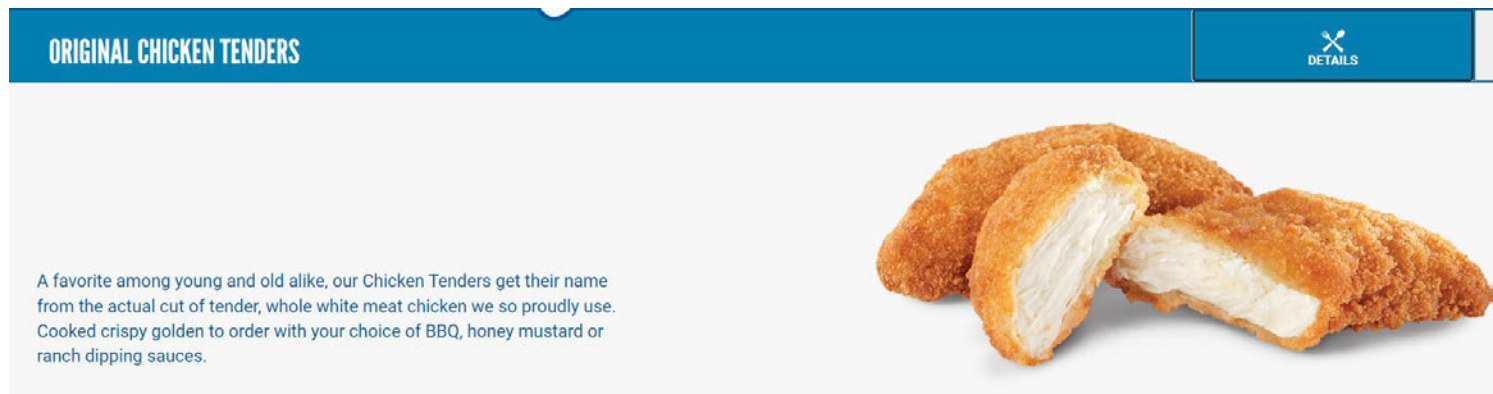 ORIGINAL CHICKEN TENDERS
DETAILS
A favorite among young and old alike, our Chicken Tenders get their name
from the actual cut of tender, whole white meat chicken we so proudly use.
Cooked crispy golden to order with your choice of BBQ, honey mustard or
ranch dipping sauces.